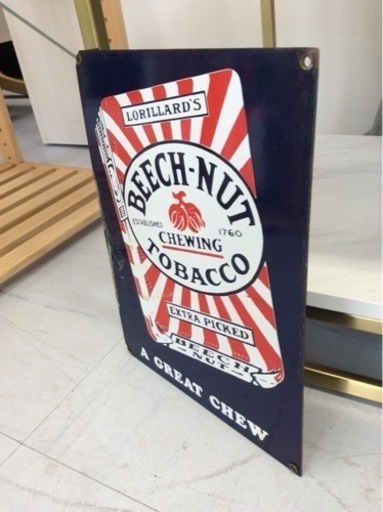 LORILLARD'S
BEECH-NUT
ESTABLISHED 1760
CHEWING
TOBACCO
EXTRA PICKED
BEECH
NUT
A GREAT CHEW